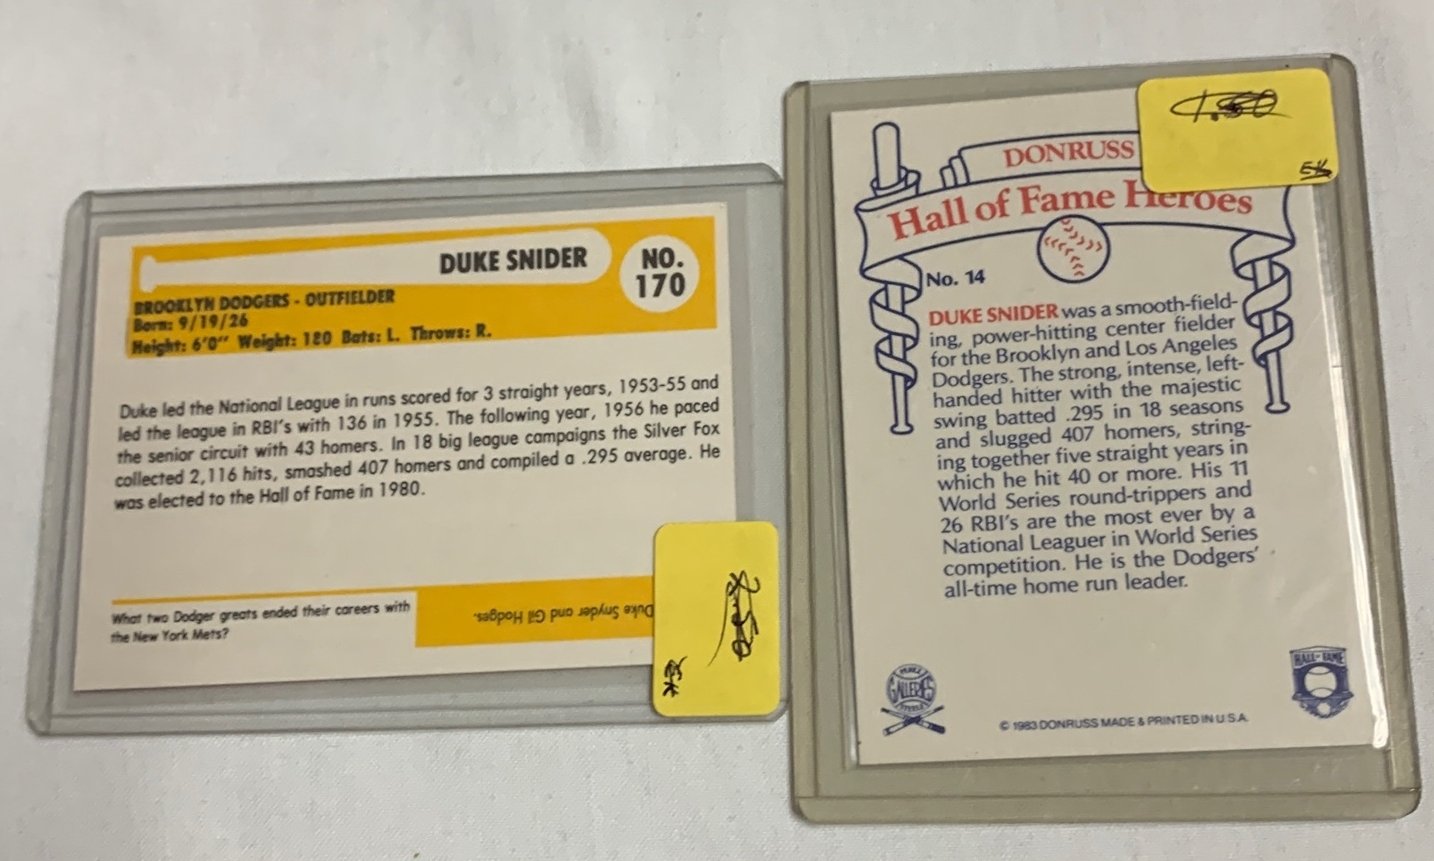 DUKE SNIDER
NO.
170
BROOKLYN DODGERS - OUTFIELDER
Born: 9/19/26
Height: 6'0" Weight: 180 Bats: L. Throws: R.
Duke led the National League in runs scored for 3 straight years, 1953-55 and
led the league in RBI's with 136 in 1955. The following year, 1956 he paced
the senior circuit with 43 homers. In 18 big league campaigns the Silver Fox
collected 2,116 hits, smashed 407 homers and compiled a .295 average. He
was elected to the Hall of Fame in 1980.
What two Dodger greats ended their careers with
the New York Mets?
Duke Snyder and Gil Hodges.
DONRUSS
Hall of Fame Heroes
No. 14
DUKE SNIDER was a smooth-field-
ing, power-hitting center fielder
for the Brooklyn and Los Angeles
Dodgers. The strong, intense, left-
handed hitter with the majestic
swing batted .295 in 18 seasons
and slugged 407 homers, string-
ing together five straight years in
which he hit 40 or more. His 11
World Series round-trippers and
26 RBI's are the most ever by a
National Leaguer in World Series
competition. He is the Dodgers'
all-time home run leader.
GALLERIES
HALL OF FAME
© 1983 DONRUSS MADE & PRINTED IN U.S.A.